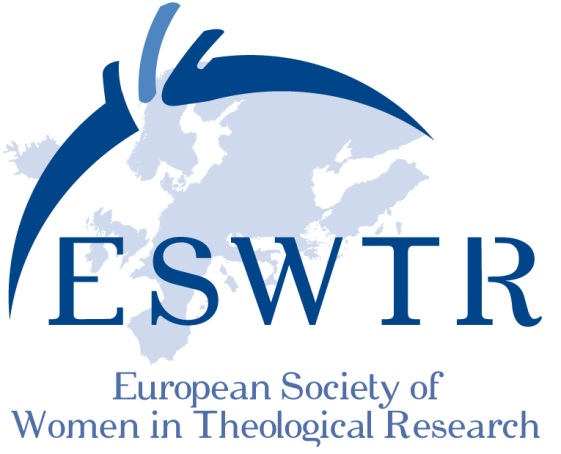 ESWTR
European Society of
Women in Theological Research